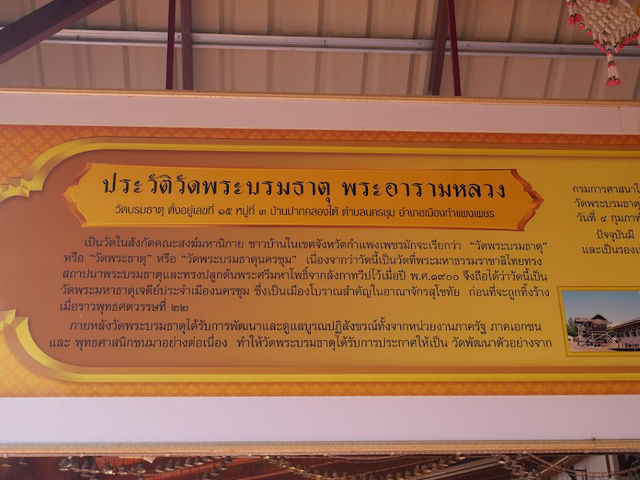 ประวัติวัดพระบรมธาตุ พระอารามหลวง
วัดบรมธาตุ ตั้งอยู่เลขที่ ๑๕ หมู่ที่ ๓ บ้านปากคลองใต้ ตำบลนครชุม อำเภอเมืองกำแพงเพชร
เป็นวัดในสังกัดคณะสงฆ์มหานิกาย ชาวบ้านในเขตจังหวัดกำแพงเพชรมักจะเรียกว่า "วัดพระบรมธาตุ"
หรือ "วัดพระธาตุ" หรือ "วัดพระบรมธาตุนครชุม" เนื่องจากว่าวัดนี้เป็นวัดที่พระมหาธรรมราชาลิไทยทรง
สถาปนาพระบรมธาตุและทรงปลูกต้นพระศรีมหาโพธิ์จากลังกาทวีปไว้เมื่อปี พ.ศ.๑๙๐๐ จึงถือได้ว่าวัดนี้เป็น
วัดพระมหาธาตุเจดีย์ประจำเมืองนครชุม ซึ่งเป็นเมืองโบราณสำคัญในอาณาจักรสุโขทัย ก่อนที่จะถูกทิ้งร้าง
เมื่อราวพุทธศตวรรษที่ ๒๒
ภายหลังวัดพระบรมธาตุได้รับการพัฒนาและดูแลบูรณปฏิสังขรณ์ทั้งจากหน่วยงานภาครัฐ ภาคเอกชน
และ พุทธศาสนิกชนมาอย่างต่อเนื่อง ทำให้วัดพระบรมธาตุได้รับการประกาศให้เป็น วัดพัฒนาตัวอย่างจาก
กรมการศาสนาใ
วัดพระบรมธาตุ
วันที่ ๔ กุมภาพั
ปัจจุบันมี
และเป็นรองเ